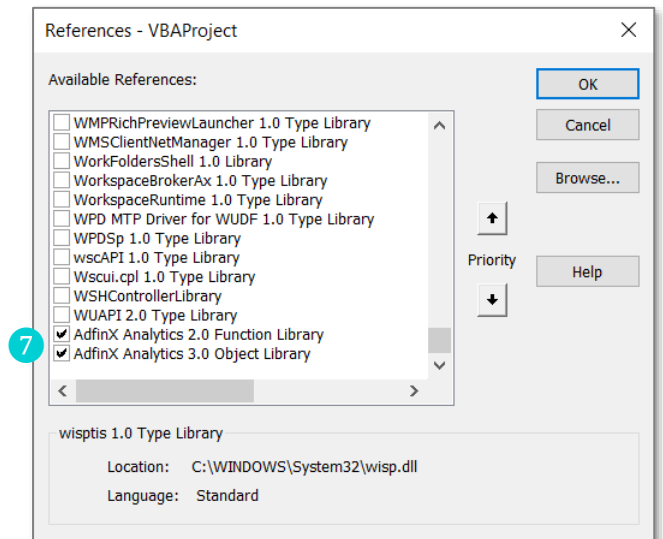 References - VBAProject
Available References:
OK
WMPRichPreviewLauncher 1.0 Type Library
WMSClientNetManager 1.0 Type Library
Cancel
WorkFoldersShell 1.0 Library
WorkspaceBrokerAx 1.0 Type Library
Browse...
WorkspaceRuntime 1.0 Type Library
WPD MTP Driver for WUDF 1.0 Type Library
WPDSp 1.0 Type Library
wscAPI 1.0 Type Library
Priority
Wscui.cpl 1.0 Type Library
Help
WSHControllerLibrary
WUAPI 2.0 Type Library
7
AdfinX Analytics 2.0 Function Library
AdfinX Analytics 3.0 Object Library
wisptis 1.0 Type Library
Location: C:\WINDOWS\System32\wisp.dll
Language: Standard